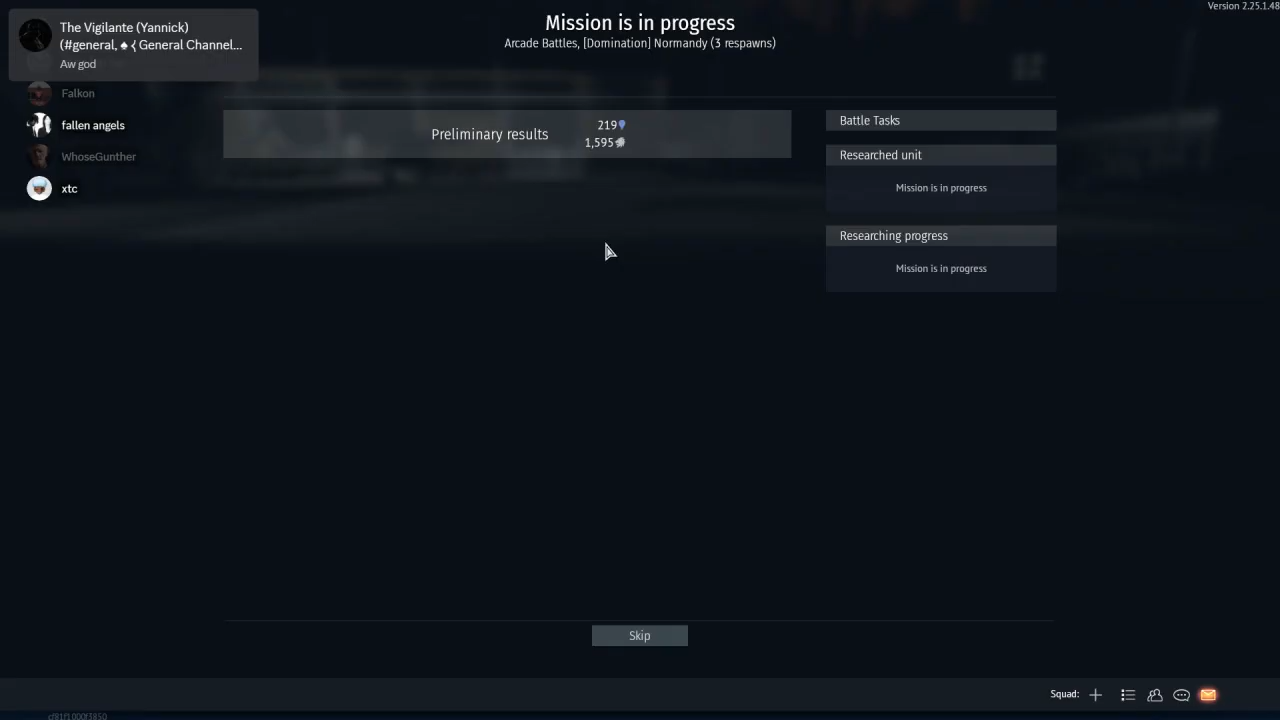 Version 2.25.1.48
Mission is in progress
Arcade Battles, [Domination] Normandy (3 respawns)
The Vigilante (Yannick)
(#general, ♠ ⟨ General Channel...
Aw god
Falkon
fallen angels
WhoseGunther
xtc
Preliminary results
219
1,595
Battle Tasks
Researched unit
Mission is in progress
Researching progress
Mission is in progress
Skip
Squad:
cf81f1000f3850